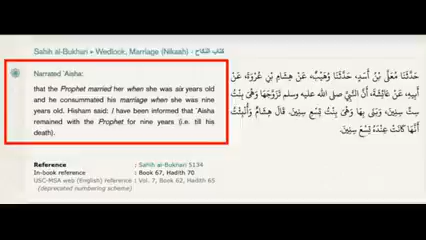 Sahih al-Bukhari » Wedlock, Marriage (Nikaah) - كتاب النكاح
Narrated `Aisha:
that the Prophet married her when she was six years old and he consummated his marriage when she was nine years old. Hisham said: I have been informed that `Aisha remained with the Prophet for nine years (i.e. till his death).
حَدَّثَنَا مُعَلَّى بْنُ أَسَدٍ، حَدَّثَنَا وُهَيْبٌ، عَنْ هِشَامِ بْنِ عُرْوَةَ، عَنْ
أَبِيهِ، عَنْ عَائِشَةَ، أَنَّ النَّبِيَّ صلى الله عليه وسلم تَزَوَّجَهَا وَهْىَ بِنْتُ
سِتِّ سِنِينَ، وَبَنَى بِهَا وَهْىَ بِنْتُ تِسْعِ سِنِينَ. قَالَ هِشَامٌ وَأُنْبِئْتُ
أَنَّهَا كَانَتْ عِنْدَهُ تِسْعَ سِنِينَ.
Reference : Sahih al-Bukhari 5134
In-book reference : Book 67, Hadith 70
USC-MSA web (English) reference : Vol. 7, Book 62, Hadith 65
(deprecated numbering scheme)